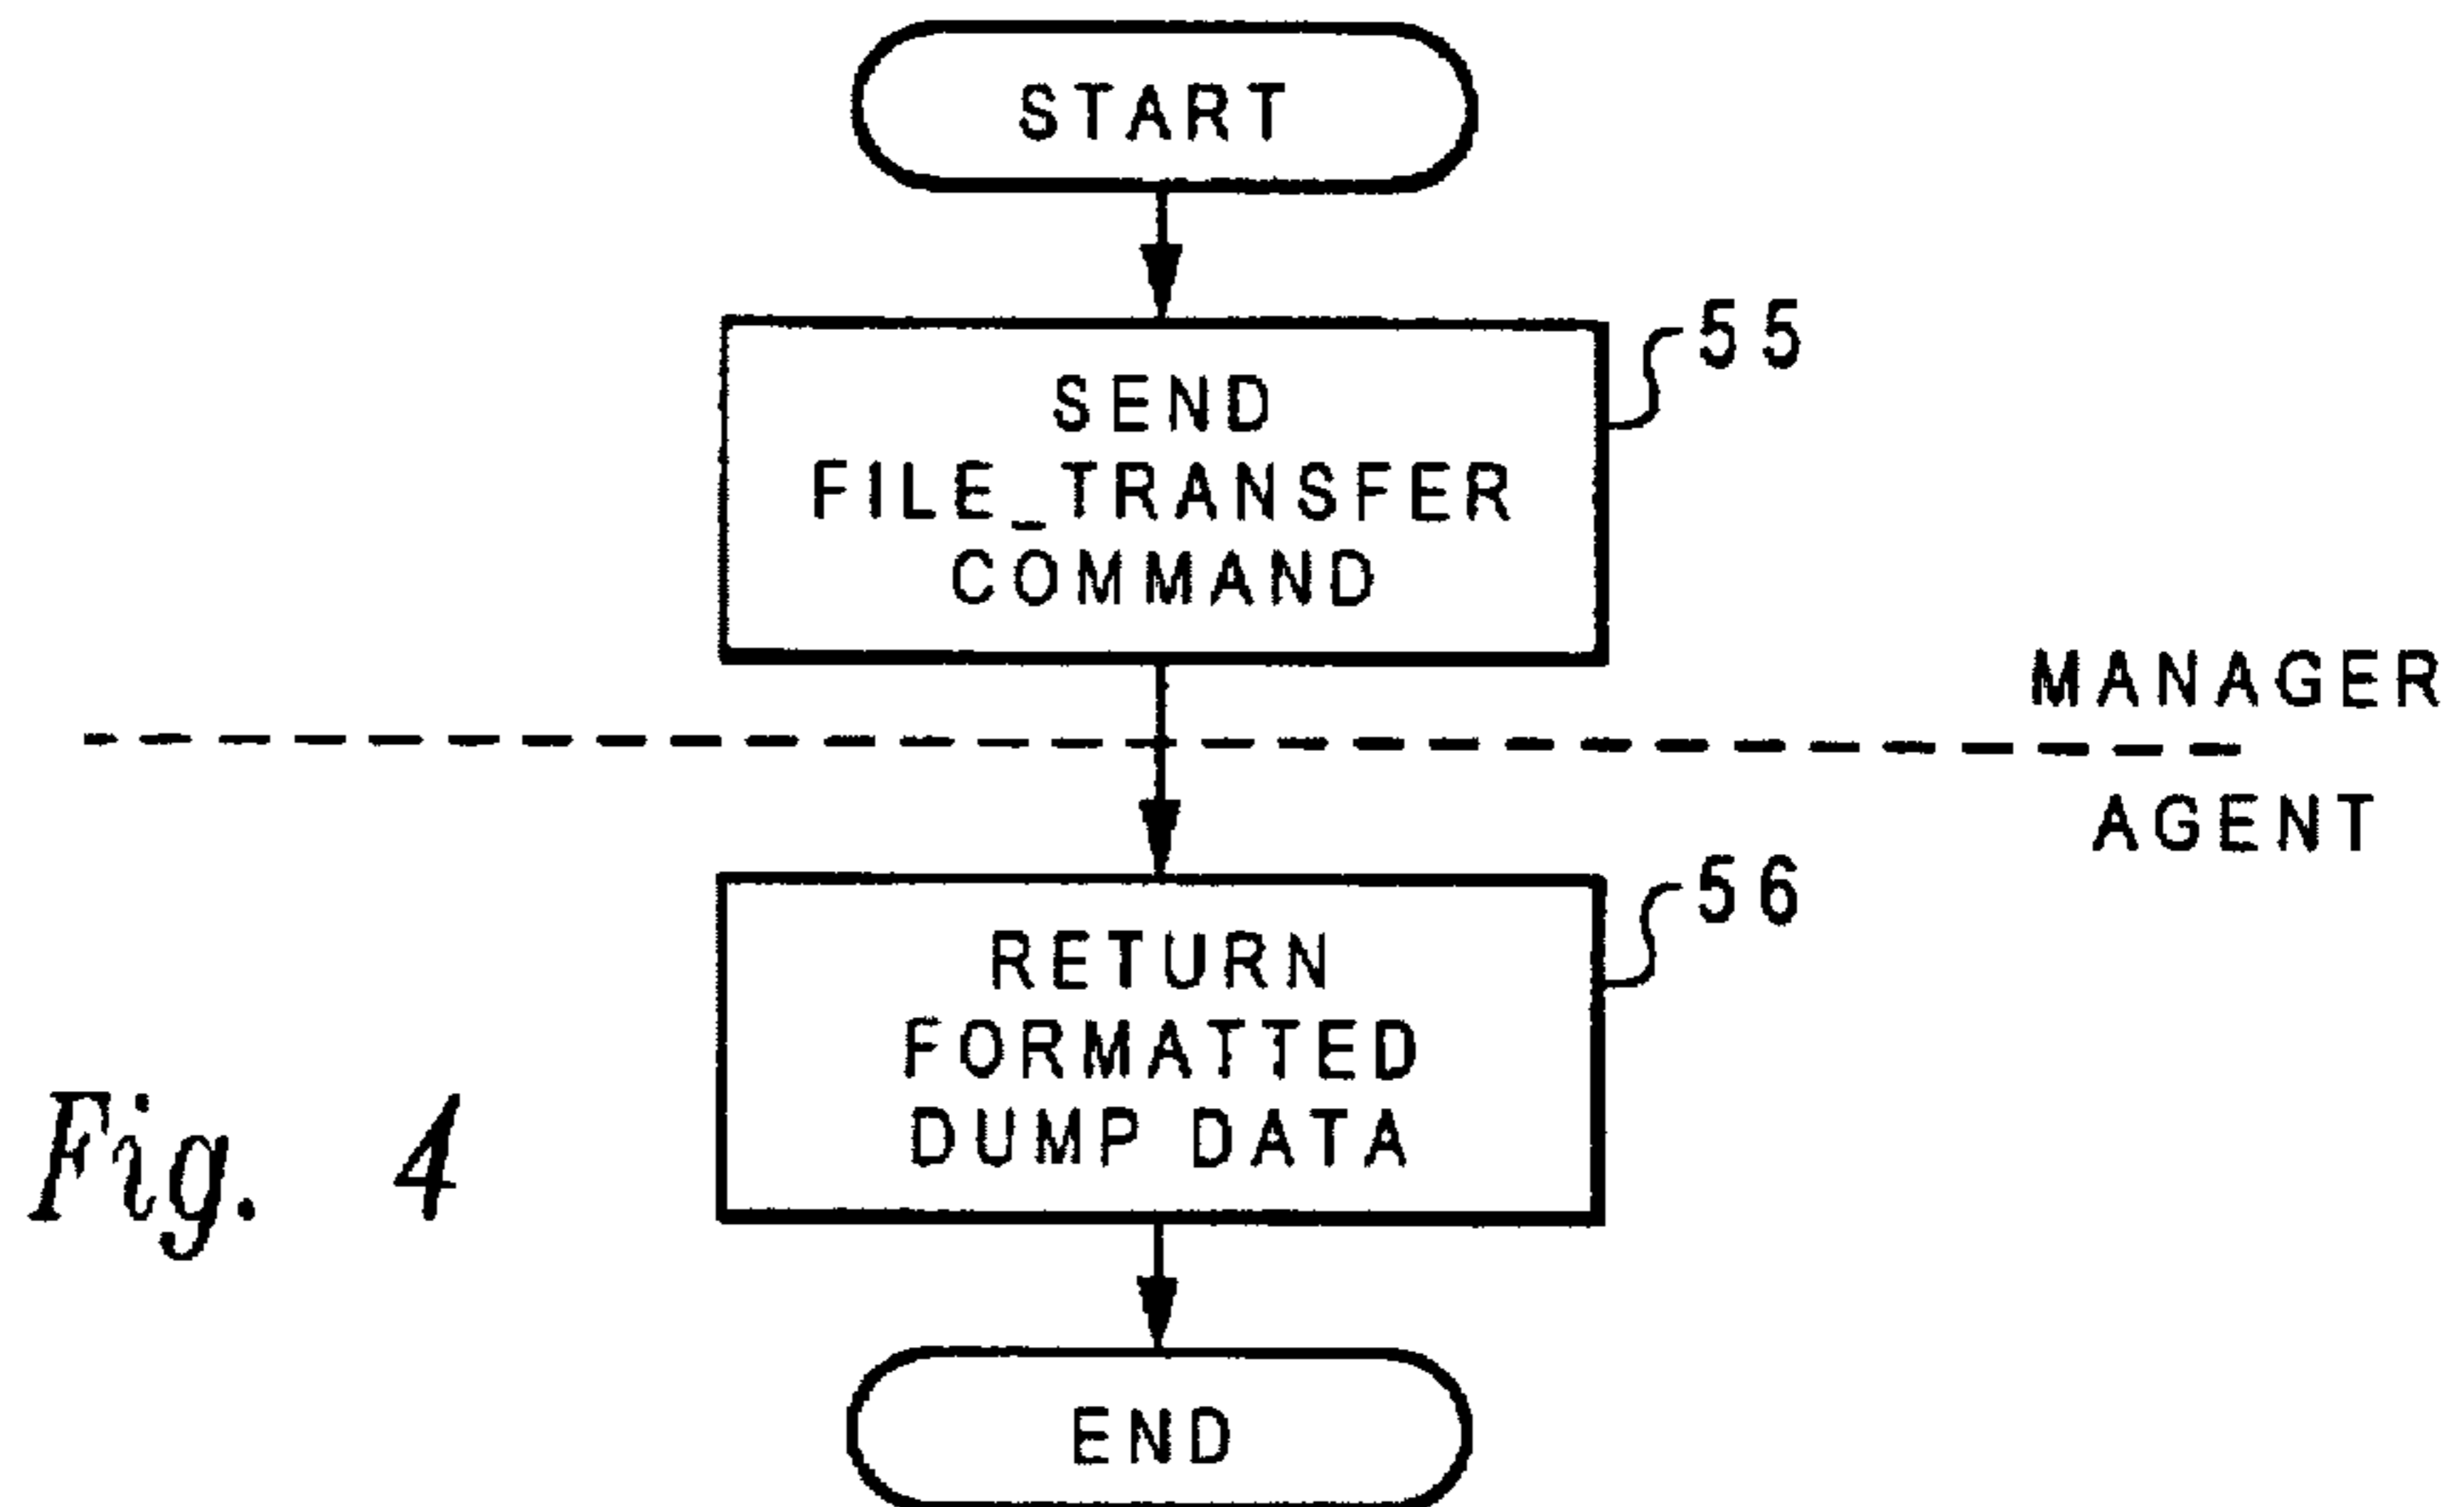 START
55
SEND
FILE_TRANSFER
COMMAND
MANAGER
AGENT
56
RETURN
FORMATTED
DUMP DATA
Fig. 4
END